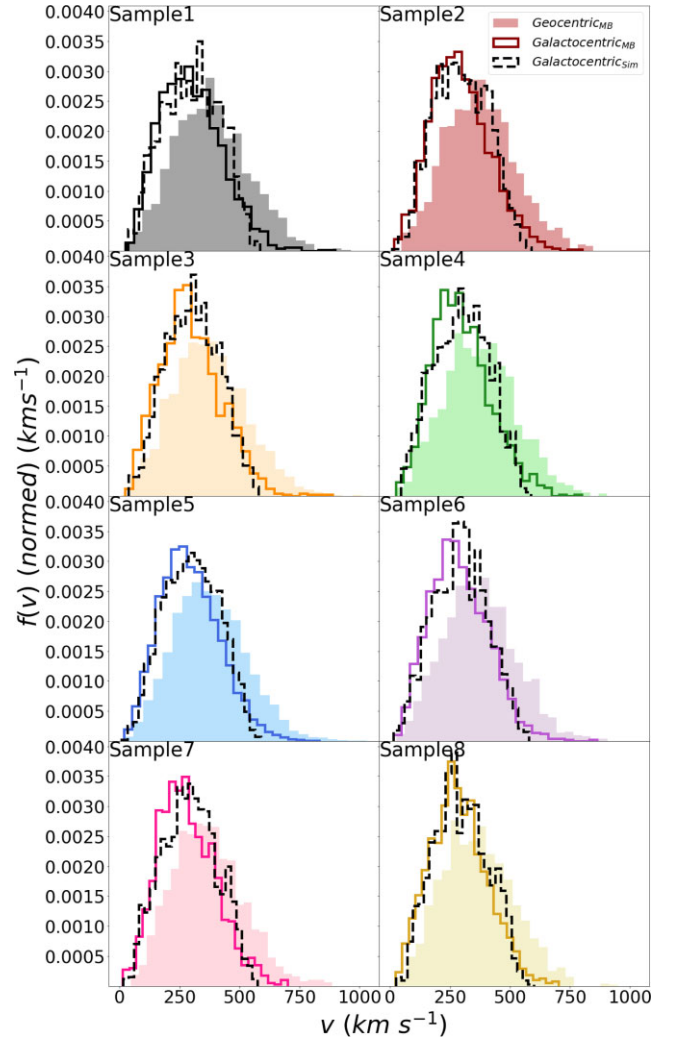 Sample1
Sample2
Geocentric_MB
Galactocentric_MB
Galactocentric_Sim
0.0040
0.0035
0.0030
0.0025
0.0020
0.0015
0.0010
0.0005
Sample3
Sample4
0.0040
0.0035
0.0030
0.0025
0.0020
0.0015
0.0010
0.0005
Sample5
Sample6
0.0040
0.0035
0.0030
0.0025
0.0020
0.0015
0.0010
0.0005
Sample7
Sample8
0.0040
0.0035
0.0030
0.0025
0.0020
0.0015
0.0010
0.0005
f(v) (normed) (kms⁻¹)
0 250 500 750 1000 0 250 500 750 1000
v (km s⁻¹)